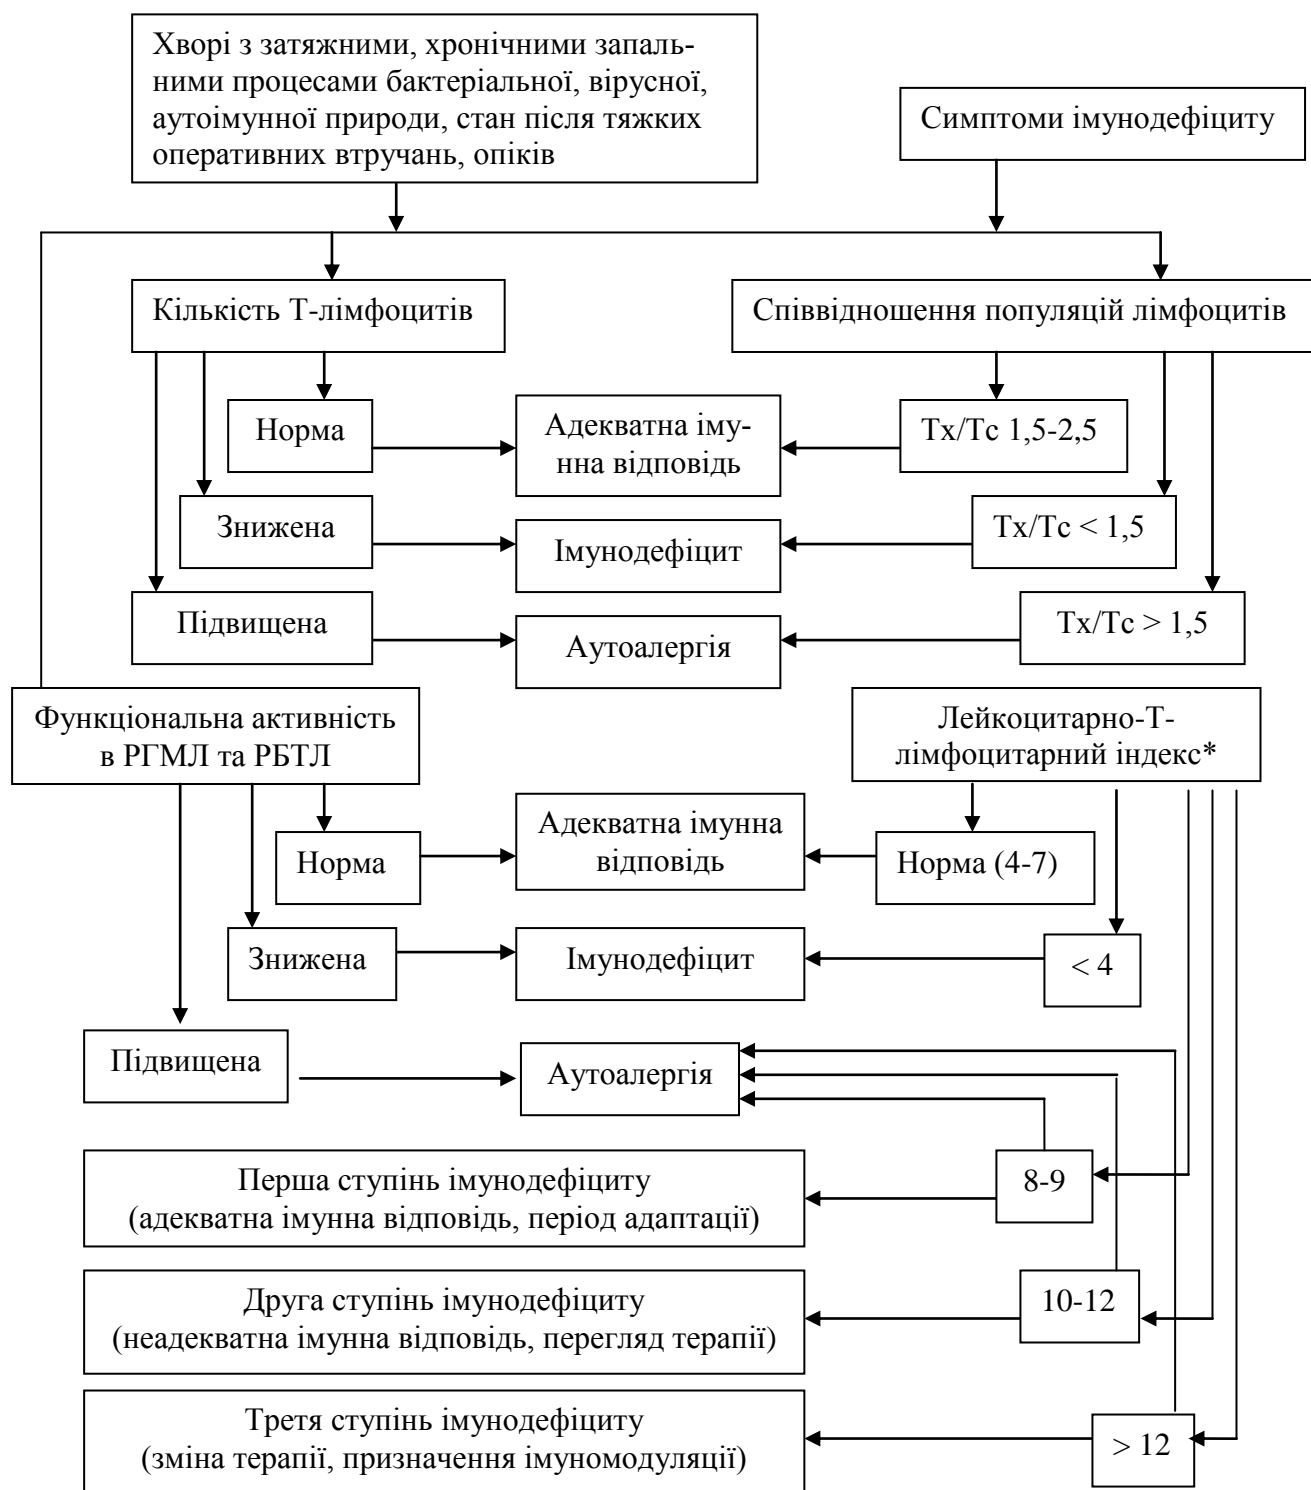 Хворі з затяжними, хронічними запаль-
ними процесами бактеріальної, вірусної,
аутоімунної природи, стан після тяжких
оперативних втручань, опіків
Симптоми імунодефіциту
Кількість Т-лімфоцитів
Співвідношення популяцій лімфоцитів
Норма
Адекватна іму-
нна відповідь
Тх/Тс 1,5-2,5
Знижена
Імунодефіцит
Тх/Тс < 1,5
Підвищена
Аутоалергія
Тх/Тс > 1,5
Функціональна активність
в РГМЛ та РБТЛ
Лейкоцитарно-Т-
лімфоцитарний індекс*
Норма
Адекватна імунна
відповідь
Норма (4-7)
Знижена
Імунодефіцит
< 4
Підвищена
Аутоалергія
Перша ступінь імунодефіциту
(адекватна імунна відповідь, період адаптації)
8-9
Друга ступінь імунодефіциту
(неадекватна імунна відповідь, перегляд терапії)
10-12
Третя ступінь імунодефіциту
(зміна терапії, призначення імуномодуляції)
> 12